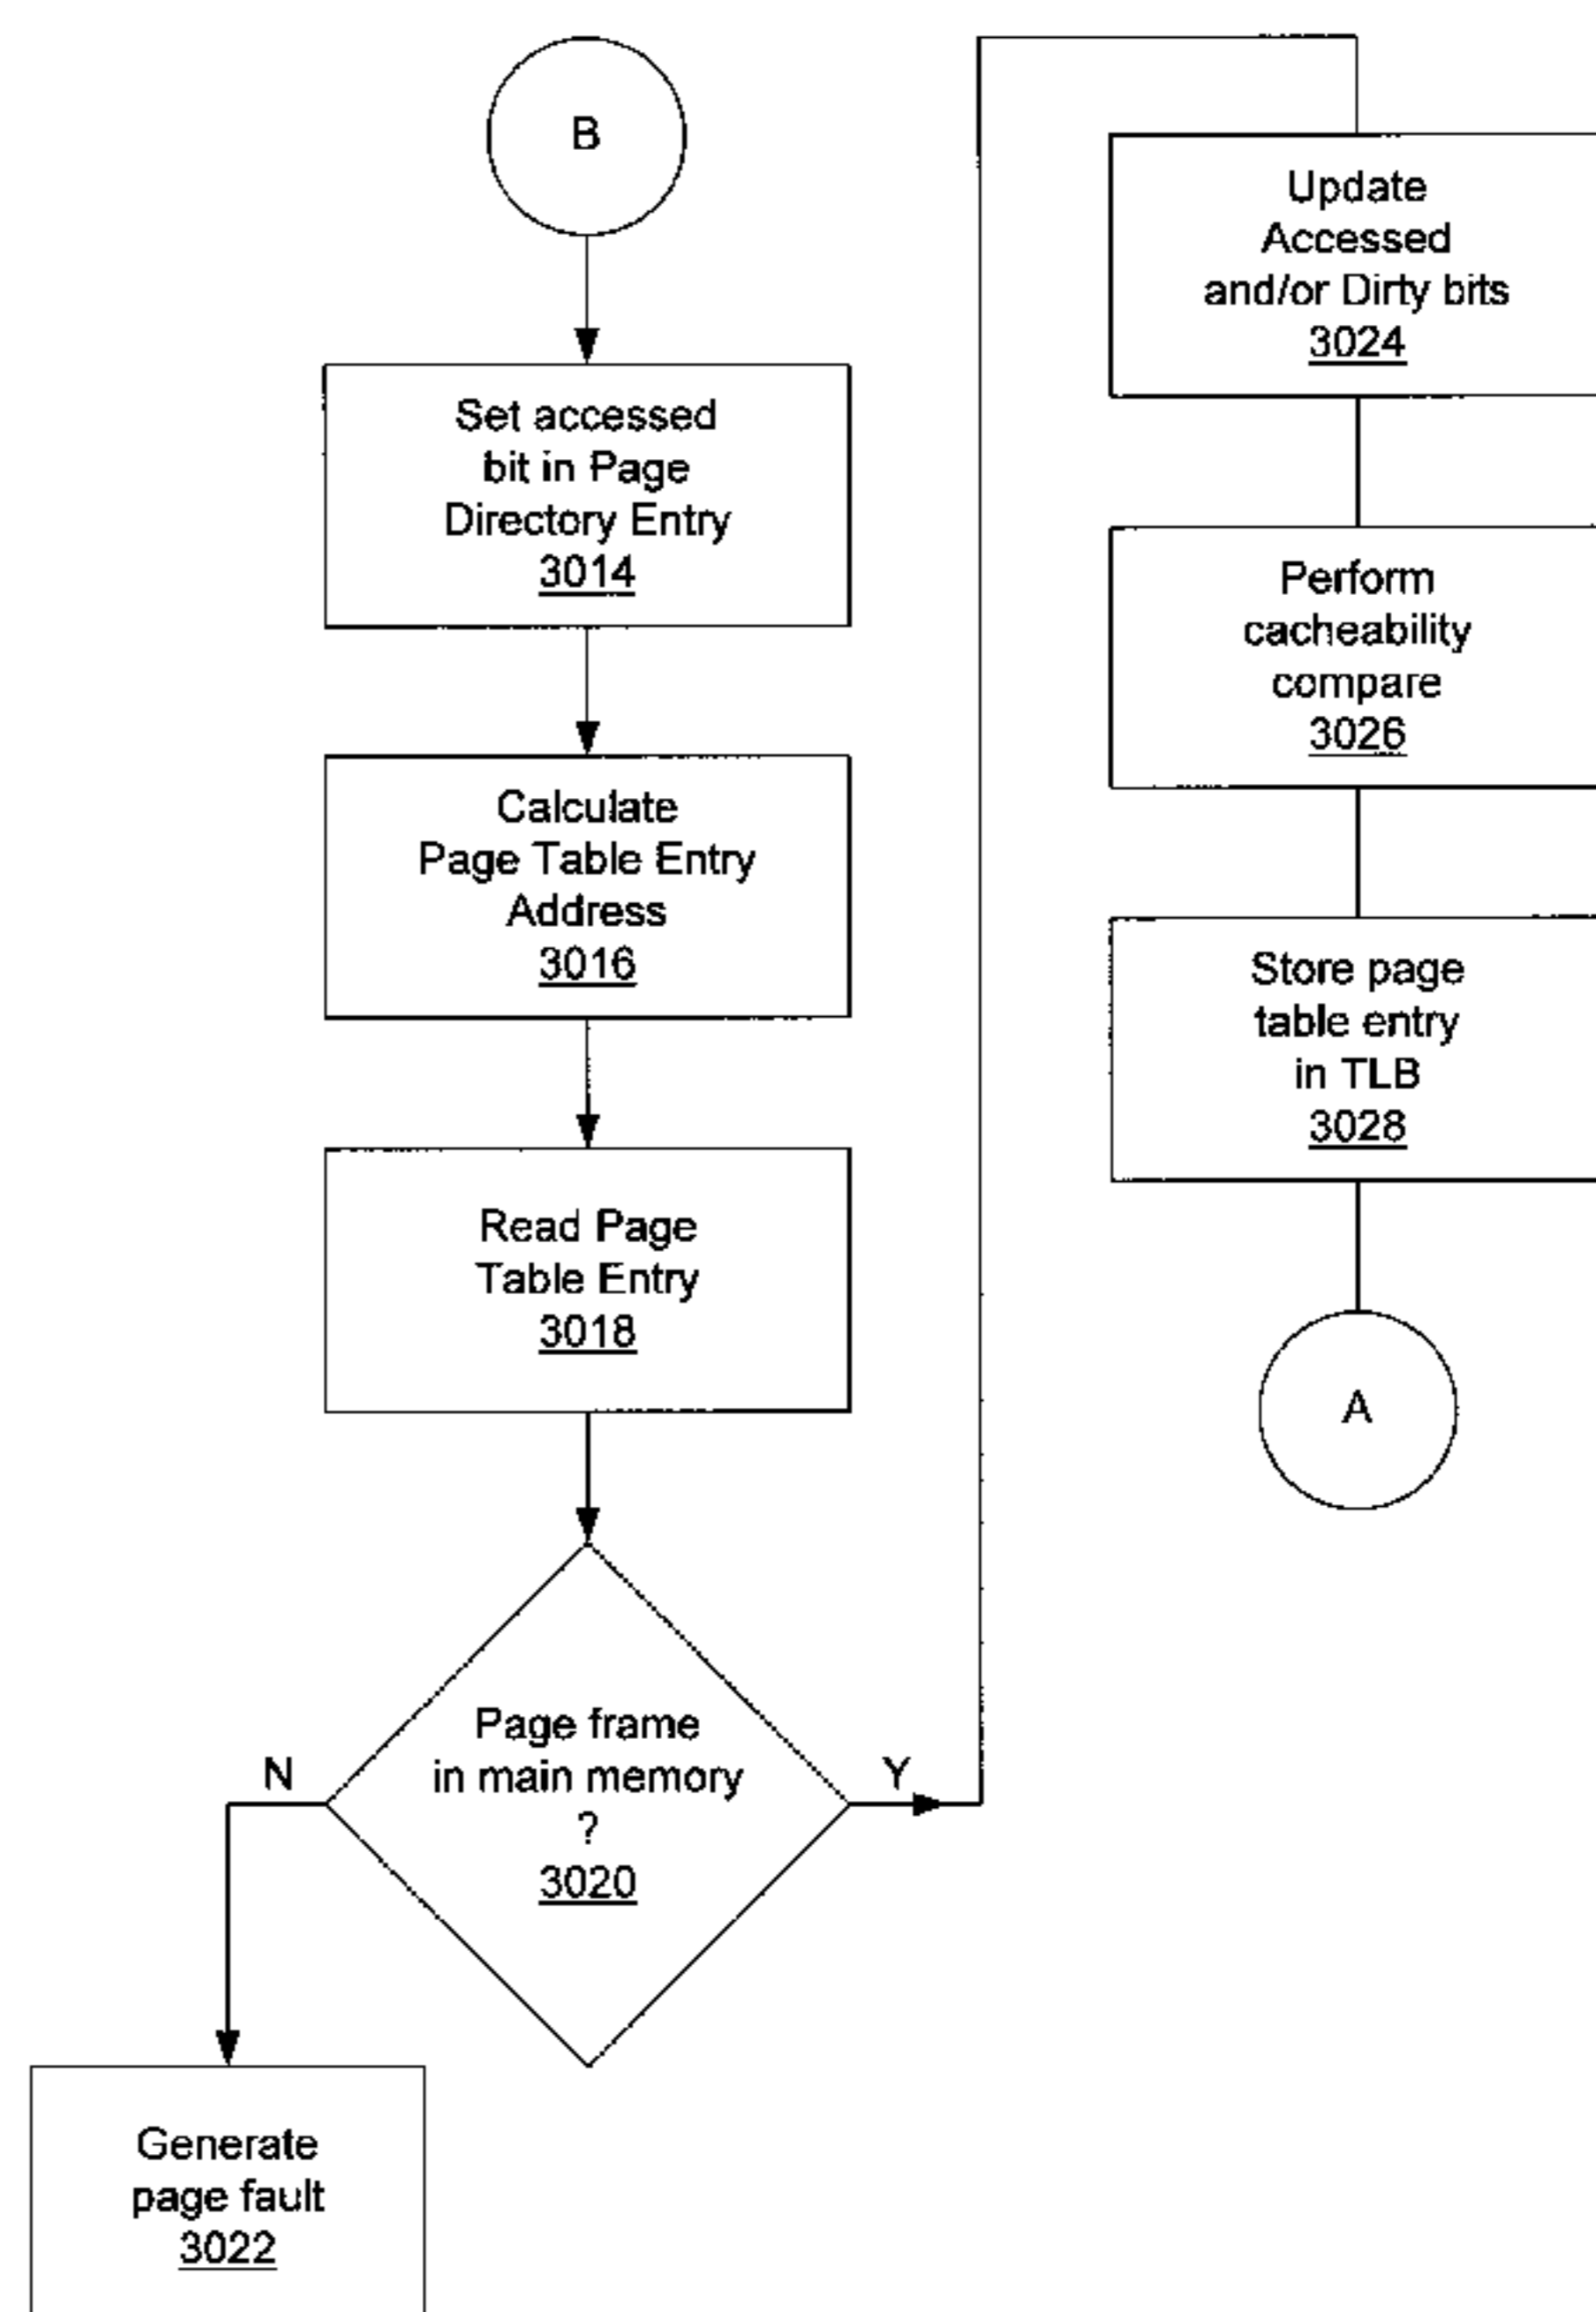 B
Set accessed
bit in Page
Directory Entry
3014
Calculate
Page Table Entry
Address
3016
Read Page
Table Entry
3018
Page frame
in main memory
?
3020
N
Y
Generate
page fault
3022
Update
Accessed
and/or Dirty bits
3024
Perform
cacheability
compare
3026
Store page
table entry
in TLB
3028
A